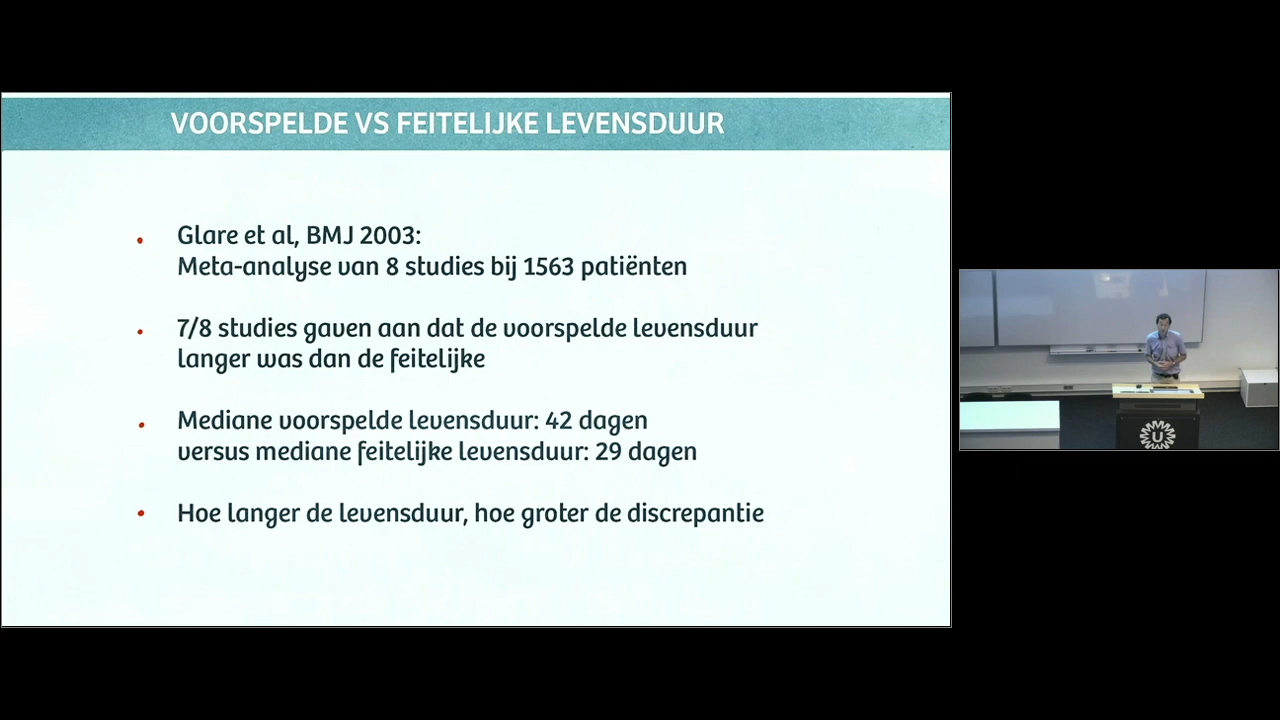 VOORSPELDE VS FEITELIJKE LEVENSDUUR
Glare et al, BMJ 2003:
Meta-analyse van 8 studies bij 1563 patiënten
7/8 studies gaven aan dat de voorspelde levensduur
langer was dan de feitelijke
Mediane voorspelde levensduur: 42 dagen
versus mediane feitelijke levensduur: 29 dagen
Hoe langer de levensduur, hoe groter de discrepantie
U